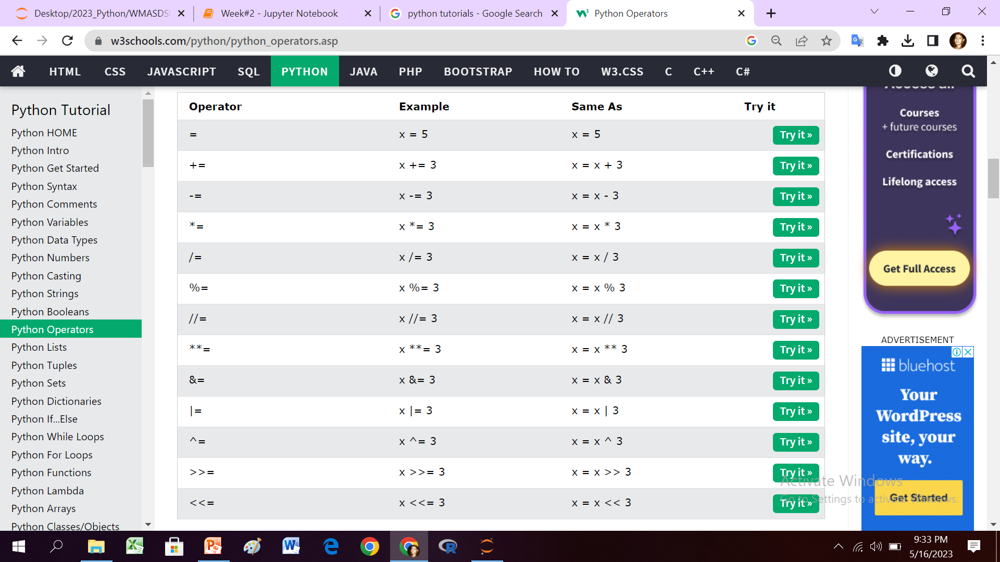 Desktop/2023_Python/WMASDS
Week#2 - Jupyter Notebook
python tutorials - Google Search
Python Operators
w3schools.com/python/python_operators.asp
HTML CSS JAVASCRIPT SQL PYTHON JAVA PHP BOOTSTRAP HOW TO W3.CSS C C++ C#
Python Tutorial
Python HOME
Python Intro
Python Get Started
Python Syntax
Python Comments
Python Variables
Python Data Types
Python Numbers
Python Casting
Python Strings
Python Booleans
Python Operators
Python Lists
Python Tuples
Python Sets
Python Dictionaries
Python If...Else
Python While Loops
Python For Loops
Python Functions
Python Lambda
Python Arrays
Python Classes/Objects
Operator Example Same As Try it
= x = 5 x = 5 Try it »
+= x += 3 x = x + 3 Try it »
-= x -= 3 x = x - 3 Try it »
*= x *= 3 x = x * 3 Try it »
/= x /= 3 x = x / 3 Try it »
%= x %= 3 x = x % 3 Try it »
//= x //= 3 x = x // 3 Try it »
**= x **= 3 x = x ** 3 Try it »
&= x &= 3 x = x & 3 Try it »
|= x |= 3 x = x | 3 Try it »
^= x ^= 3 x = x ^ 3 Try it »
>>= x >>= 3 x = x >> 3 Try it »
<<= x <<= 3 x = x << 3 Try it »
Courses
+ future courses
Certifications
Lifelong access
Get Full Access
ADVERTISEMENT
bluehost
Your
WordPress
site, your
way.
Get Started
Activate Windows
Go to Settings to activate Windows.
9:33 PM
5/16/2023